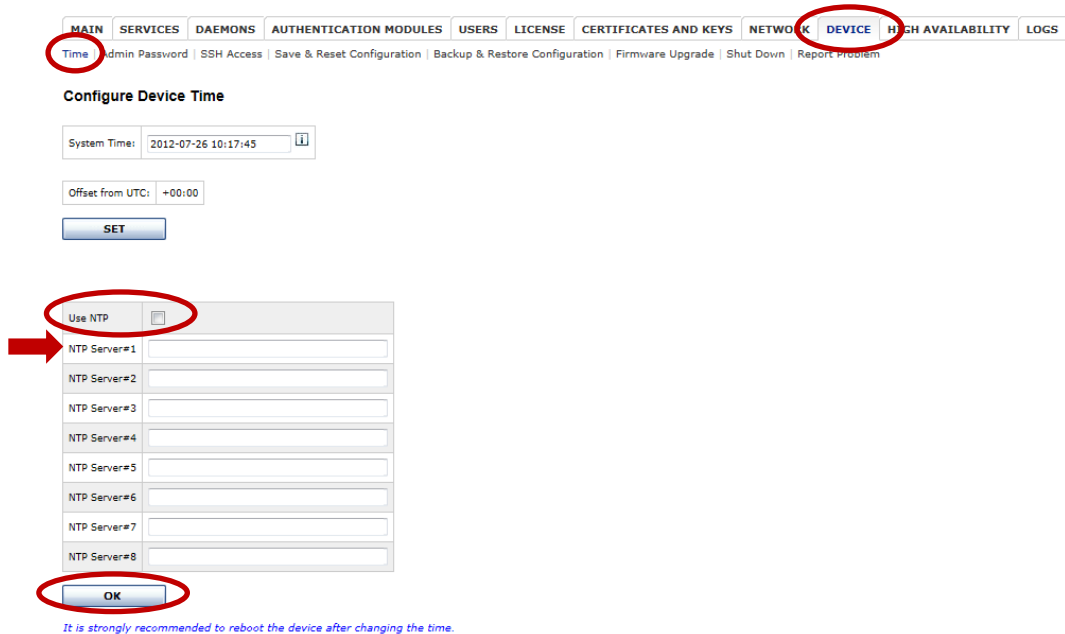 MAIN SERVICES DAEMONS AUTHENTICATION MODULES USERS LICENSE CERTIFICATES AND KEYS NETWORK DEVICE HIGH AVAILABILITY LOGS
Time | Admin Password | SSH Access | Save & Reset Configuration | Backup & Restore Configuration | Firmware Upgrade | Shut Down | Report Problem
Configure Device Time
System Time: 2012-07-26 10:17:45 i
Offset from UTC: +00:00
SET
Use NTP
NTP Server#1
NTP Server#2
NTP Server#3
NTP Server#4
NTP Server#5
NTP Server#6
NTP Server#7
NTP Server#8
OK
It is strongly recommended to reboot the device after changing the time.